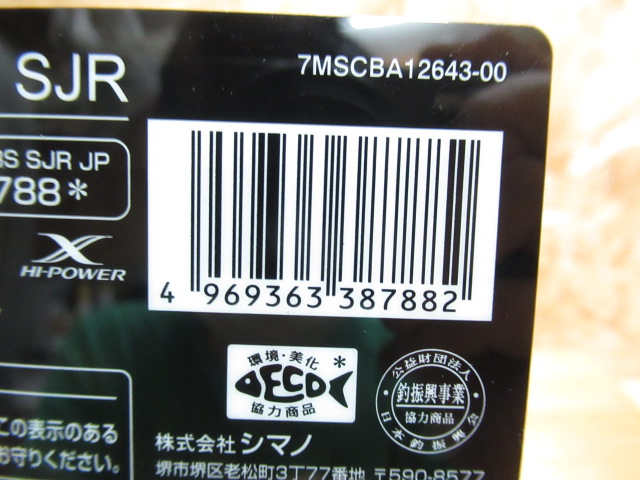 7MSCBA12643-00
SJR
BS SJR JP
788*
HI-POWER
4 969363 387882
環境・美化 *
DECO
協力商品
公益財団法人
釣振興事業
協力商品
日本釣振興会
この表示のある
お守りください。
株式会社シマノ
堺市堺区老松町3丁77番地 〒590-8577